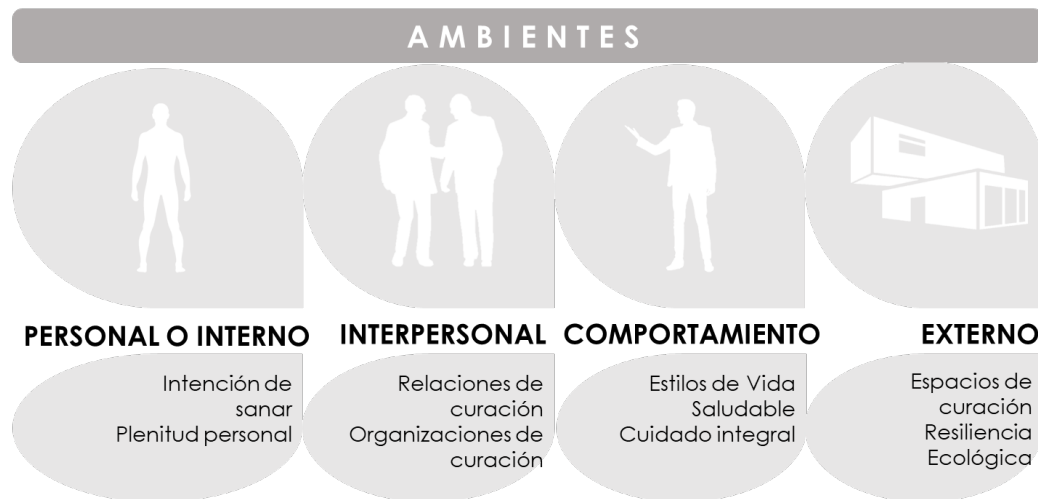 AMBIENTES
PERSONAL O INTERNO
Intención de
sanar
Plenitud personal
INTERPERSONAL
Relaciones de
curación
Organizaciones de
curación
COMPORTAMIENTO
Estilos de Vida
Saludable
Cuidado integral
EXTERNO
Espacios de
curación
Resiliencia
Ecológica